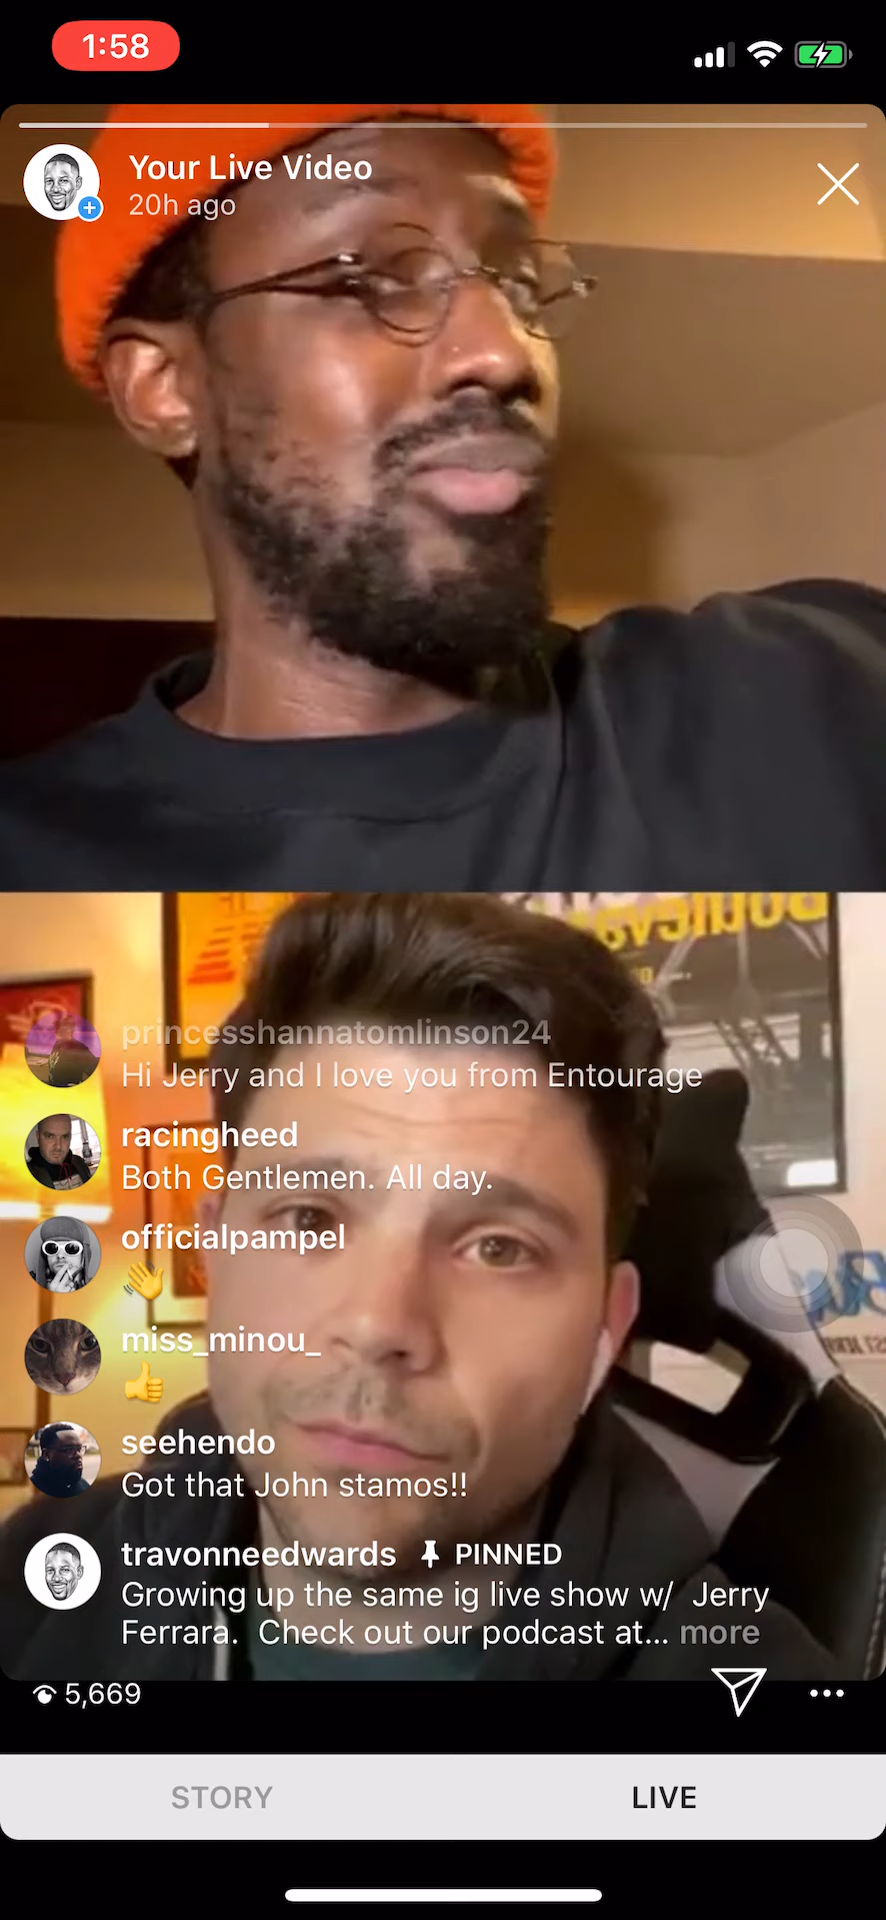 1:58
Your Live Video
20h ago
Boulevard
princesshannatomlinson24
Hi Jerry and I love you from Entourage
racingheed
Both Gentlemen. All day.
officialpampel
👋
miss_minou_
👍
seehendo
Got that John stamos!!
travonneedwards PINNED
Growing up the same ig live show w/ Jerry
Ferrara. Check out our podcast at... more
5,669
STORY
LIVE